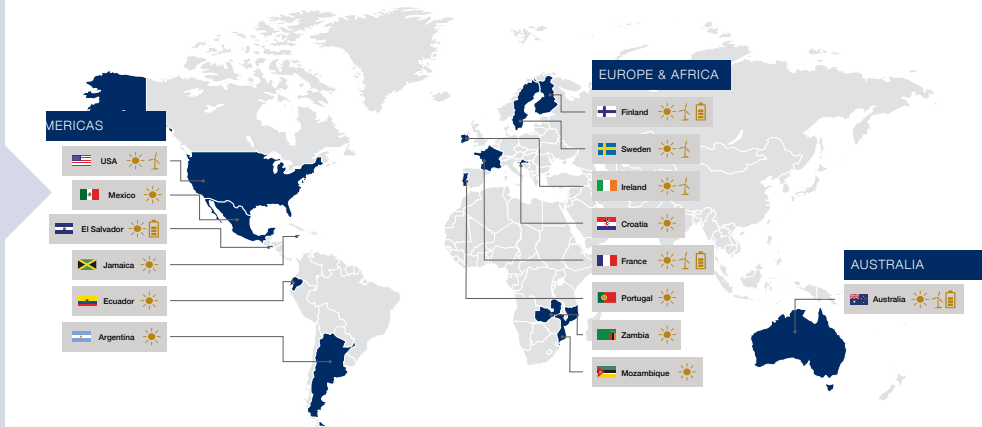 MERICAS
USA
Mexico
El Salvador
Jamaica
Ecuador
Argentina
EUROPE & AFRICA
Finland
Sweden
Ireland
Croatia
France
Portugal
Zambia
Mozambique
AUSTRALIA
Australia